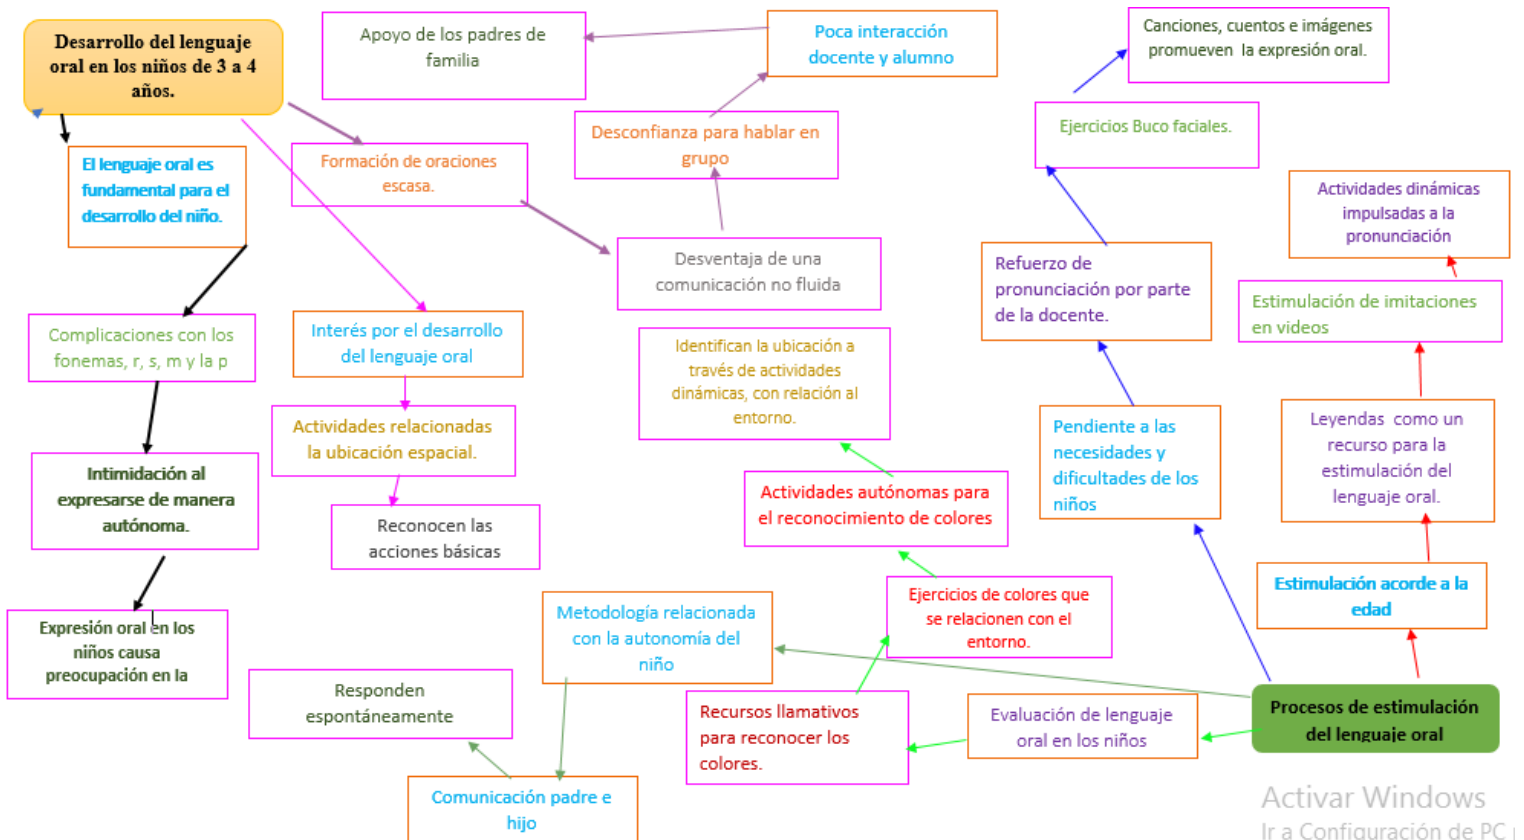 Desarrollo del lenguaje
oral en los niños de 3 a 4
años.
El lenguaje oral es
fundamental para el
desarrollo del niño.
Complicaciones con los
fonemas, r, s, m y la p
Intimidación al
expresarse de manera
autónoma.
Expresión oral en los
niños causa
preocupación en la
Apoyo de los padres de
familia
Poca interacción
docente y alumno
Desconfianza para hablar en
grupo
Formación de oraciones
escasa.
Desventaja de una
comunicación no fluida
Interés por el desarrollo
del lenguaje oral
Actividades relacionadas
la ubicación espacial.
Reconocen las
acciones básicas
Identifican la ubicación a
través de actividades
dinámicas, con relación al
entorno.
Actividades autónomas para
el reconocimiento de colores
Ejercicios de colores que
se relacionen con el
entorno.
Metodología relacionada
con la autonomía del
niño
Responden
espontáneamente
Comunicación padre e
hijo
Recursos llamativos
para reconocer los
colores.
Evaluación de lenguaje
oral en los niños
Canciones, cuentos e imágenes
promueven la expresión oral.
Ejercicios Buco faciales.
Refuerzo de
pronunciación por parte
de la docente.
Pendiente a las
necesidades y
dificultades de los
niños
Actividades dinámicas
impulsadas a la
pronunciación
Estimulación de imitaciones
en videos
Leyendas como un
recurso para la
estimulación del
lenguaje oral.
Estimulación acorde a la
edad
Procesos de estimulación
del lenguaje oral
Activar Windows
Ir a Configuración de PC